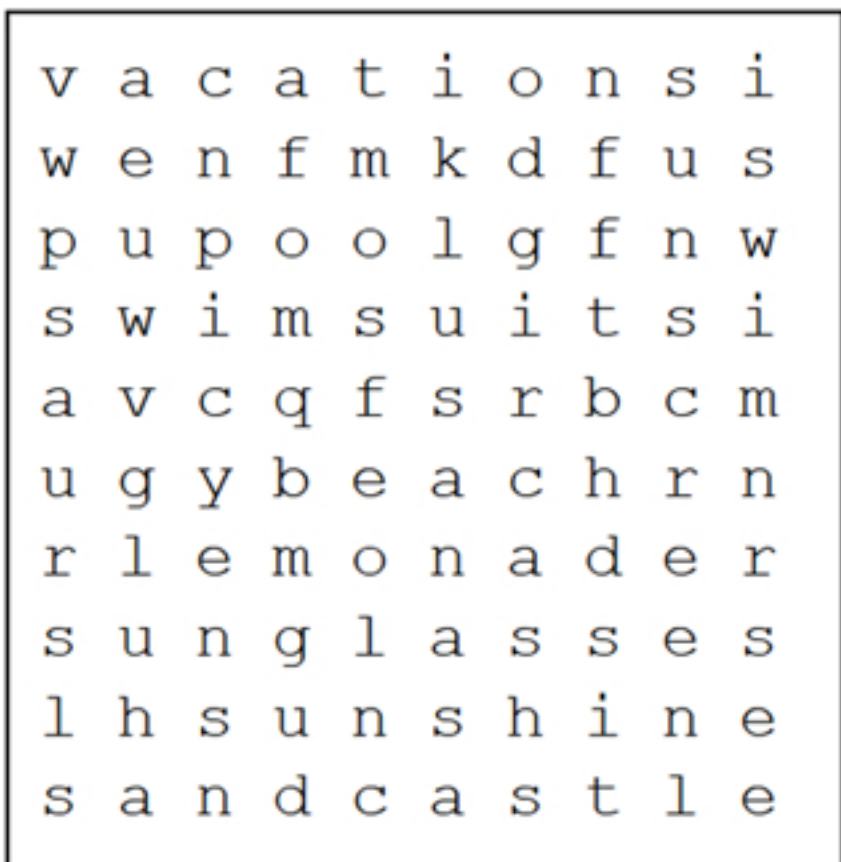 v a c a t i o n s i
w e n f m k d f u s
p u p o o l g f n w
s w i m s u i t s i
a v c q f s r b c m
u g y b e a c h r n
r l e m o n a d e r
s u n g l a s s e s
l h s u n s h i n e
s a n d c a s t l e